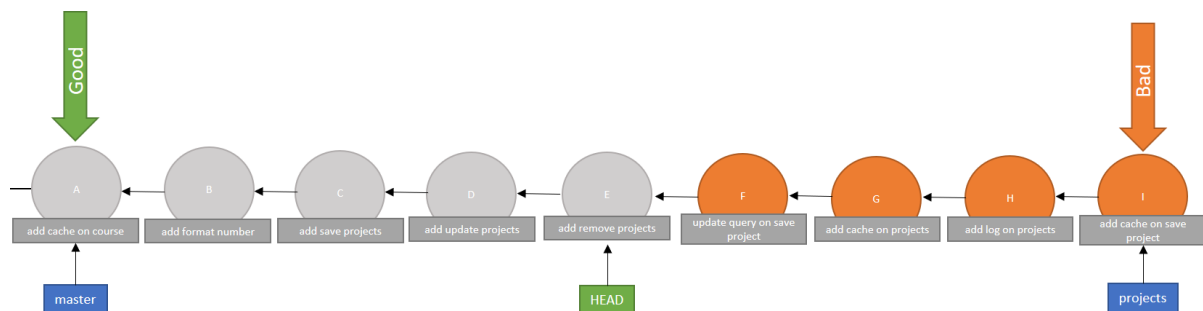 Good
Bad
A
B
C
D
E
F
G
H
I
add cache on course
add format number
add save projects
add update projects
add remove projects
update query on save
project
add cache on projects
add log on projects
add cache on save
project
master
HEAD
projects